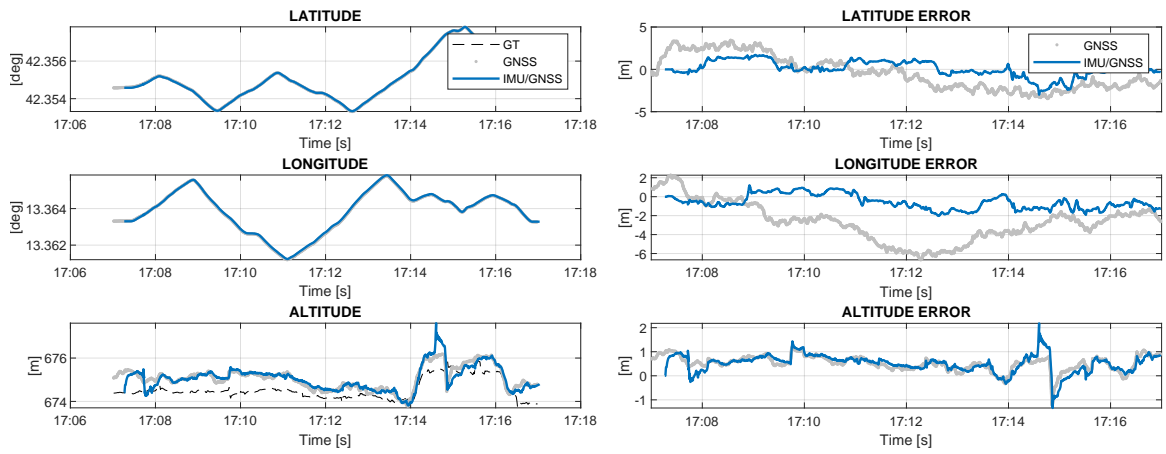 LATITUDE
[deg]
42.356
42.354
GT
GNSS
IMU/GNSS
17:06 17:08 17:10 17:12 17:14 17:16 17:18
Time [s]
LATITUDE ERROR
[m]
5
0
-5
GNSS
IMU/GNSS
17:08 17:10 17:12 17:14 17:16
Time [s]
LONGITUDE
[deg]
13.364
13.362
17:06 17:08 17:10 17:12 17:14 17:16 17:18
Time [s]
LONGITUDE ERROR
[m]
2
0
-2
-4
-6
17:08 17:10 17:12 17:14 17:16
Time [s]
ALTITUDE
[m]
676
674
17:06 17:08 17:10 17:12 17:14 17:16 17:18
Time [s]
ALTITUDE ERROR
[m]
2
1
0
-1
17:08 17:10 17:12 17:14 17:16
Time [s]